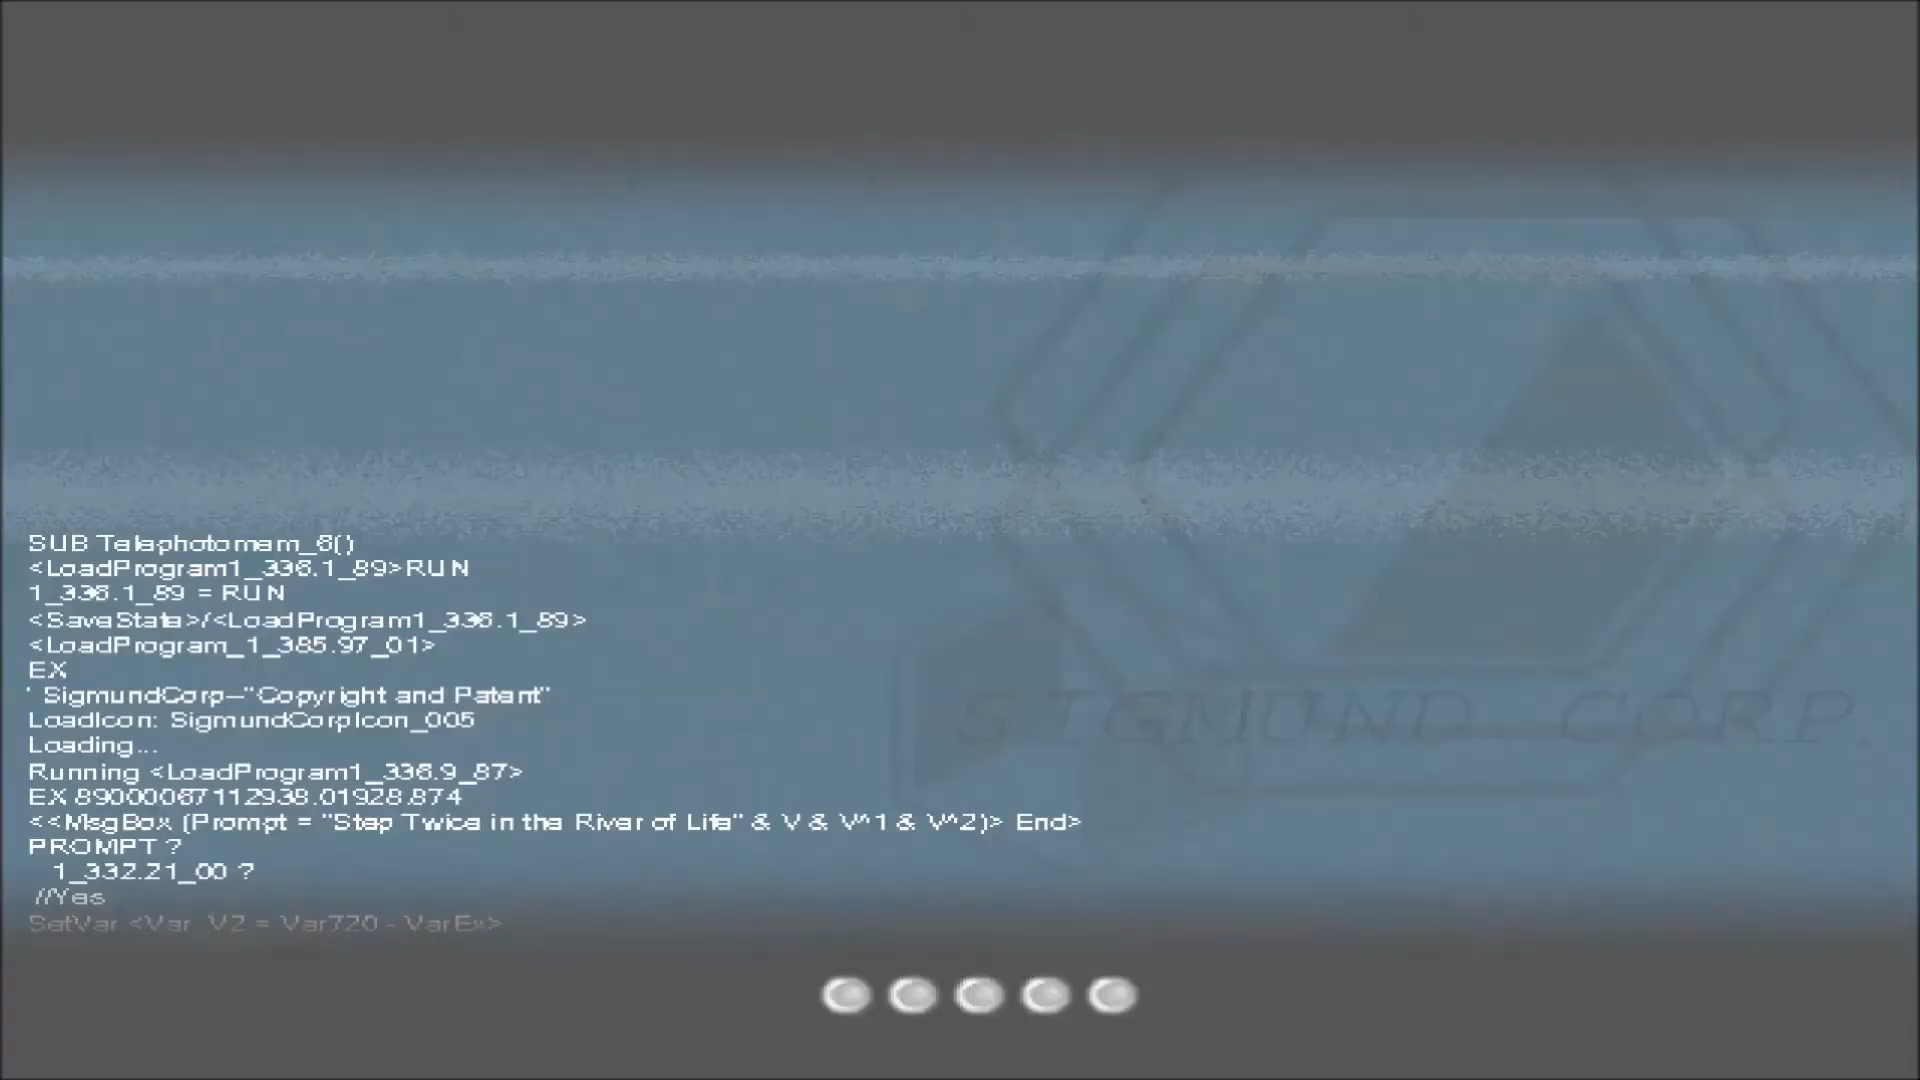 SUB Telephotomem_6()
<LoadProgram1_336.1_89>RUN
1_336.1_89 = RUN
<SaveState>/<LoadProgram1_336.1_89>
<LoadProgram_1_385.97_01>
EX
' SigmundCorp-"Copyright and Patent"
LoadIcon: SigmundCorpIcon_005
Loading...
Running <LoadProgram1_336.9_87>
EX 89000067112938.01928.874
<<MsgBox (Prompt = "Step Twice in the River of Life" & V & V^1 & V^2)> End>
PROMPT ?
1_332.21_00 ?
//Yes
SetVar <Var_V2 = Var720 - VarEx>
SIGMUND CORP.